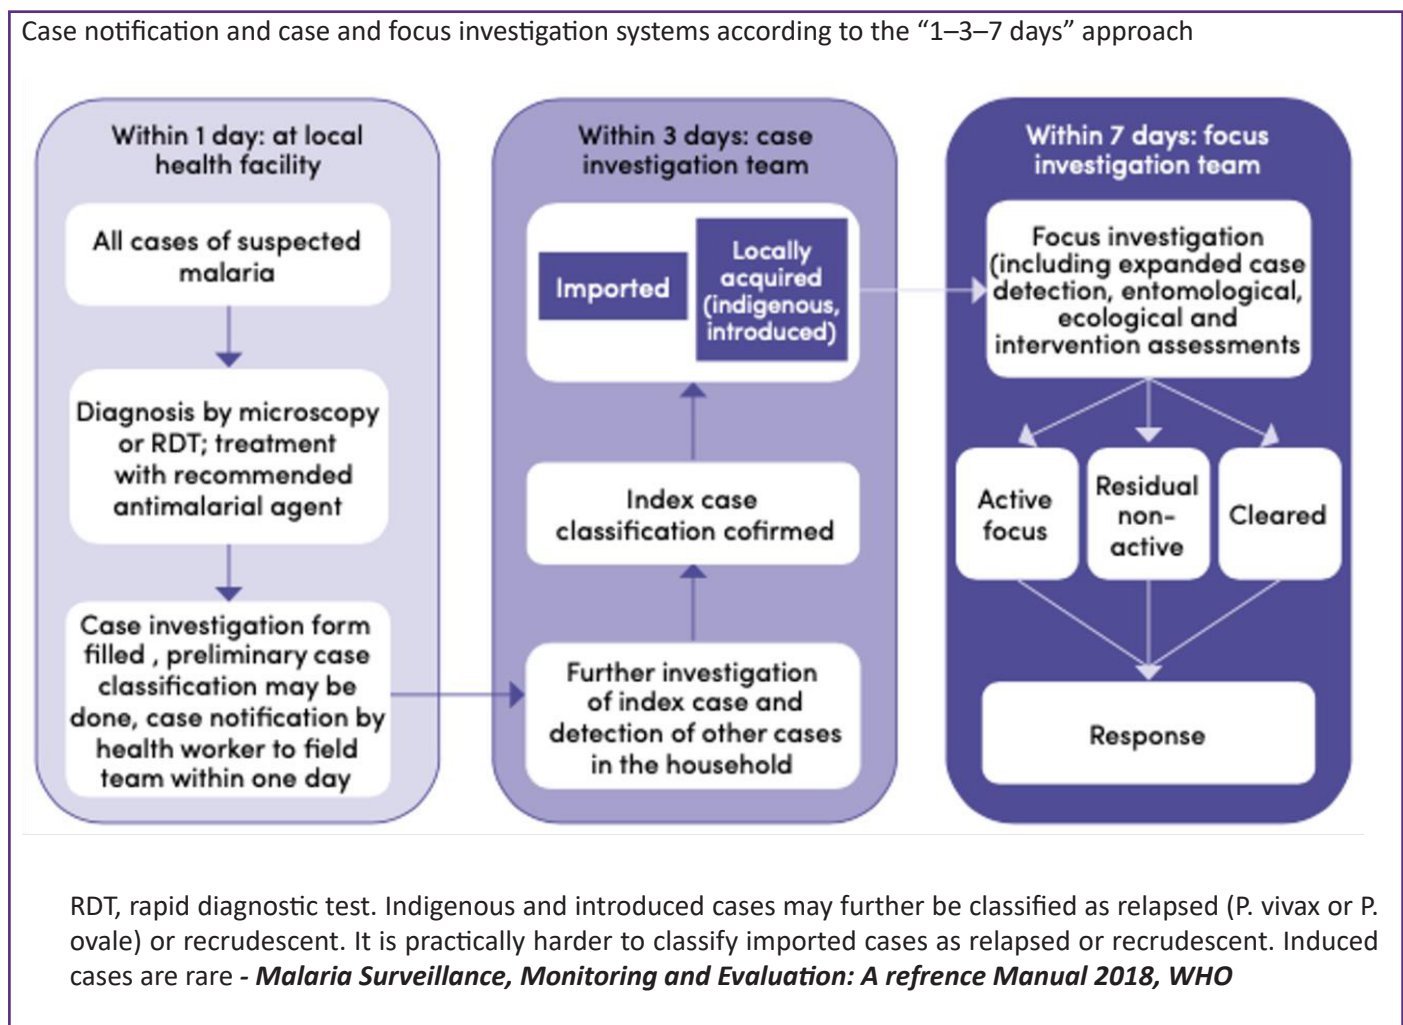 Case notification and case and focus investigation systems according to the “1–3–7 days” approach
Within 1 day: at local
health facility
All cases of suspected
malaria
Diagnosis by microscopy
or RDT; treatment
with recommended
antimalarial agent
Case investigation form
filled , preliminary case
classification may be
done, case notification by
health worker to field
team within one day
Within 3 days: case
investigation team
Imported
Locally
acquired
(indigenous,
introduced)
Index case
classification cofirmed
Further investigation
of index case and
detection of other cases
in the household
Within 7 days: focus
investigation team
Focus investigation
(including expanded case
detection, entomological,
ecological and
intervention assessments
Active
focus
Residual
non-
active
Cleared
Response
RDT, rapid diagnostic test. Indigenous and introduced cases may further be classified as relapsed (P. vivax or P.
ovale) or recrudescent. It is practically harder to classify imported cases as relapsed or recrudescent. Induced
cases are rare - Malaria Surveillance, Monitoring and Evaluation: A refrence Manual 2018, WHO